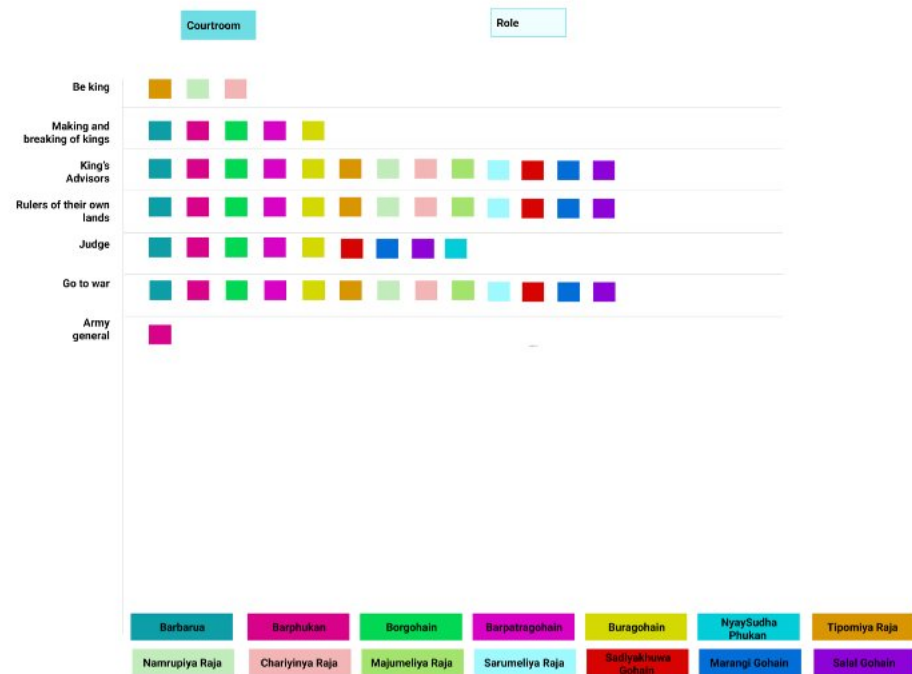 Courtroom
Role
Be king
Making and
breaking of kings
King's
Advisors
Rulers of their own
lands
Judge
Go to war
Army
general
Barbarua
Barphukan
Borgohain
Barpatragohain
Buragohain
NyaySudha
Phukan
Tipomiya Raja
Namrupiya Raja
Chariyinya Raja
Majumeliya Raja
Sarumeliya Raja
Sadiyakhuwa
Gohain
Marangi Gohain
Salal Gohain